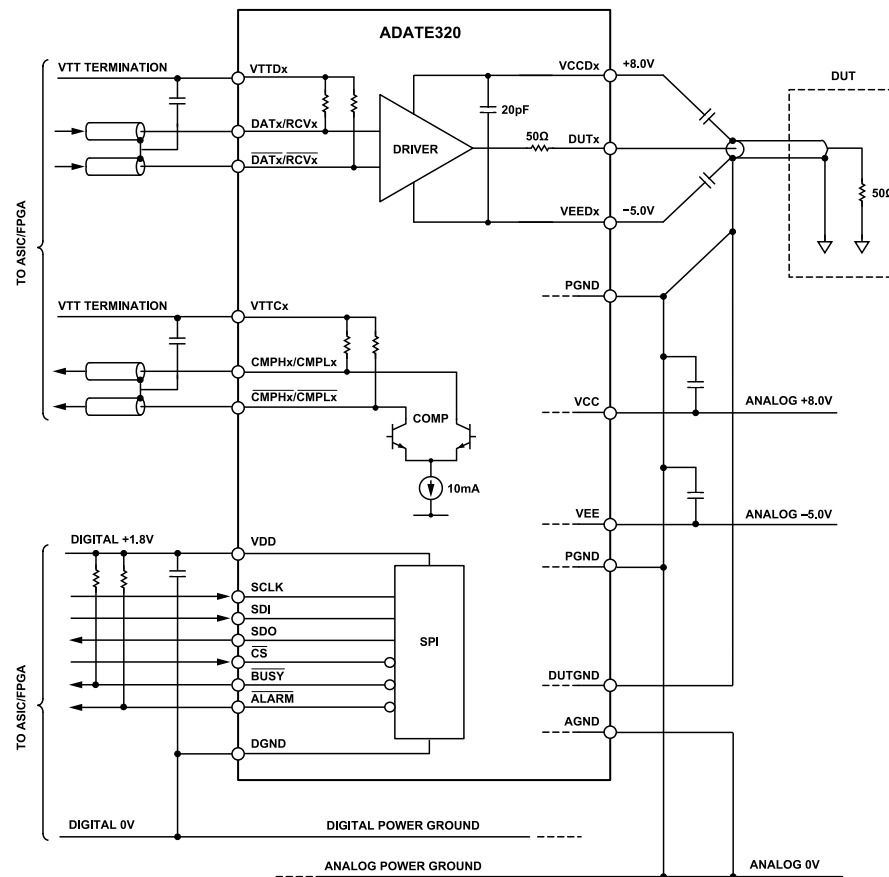 ADATE320
VTT TERMINATION
VTTDx
VCCDx
+8.0V
DUT
20pF
DATx/RCVx
50Ω
DUTx
DRIVER
DATx/RCVx
50Ω
VEEDx
−5.0V
TO ASIC/FPGA
PGND
VTT TERMINATION
VTTCx
CMPHx/CMPLx
CMPHx/CMPLx
COMP
VCC
ANALOG +8.0V
10mA
VEE
ANALOG −5.0V
DIGITAL +1.8V
VDD
PGND
SCLK
SDI
SDO
SPI
CS
BUSY
ALARM
TO ASIC/FPGA
DUTGND
AGND
DGND
DIGITAL 0V
DIGITAL POWER GROUND
ANALOG POWER GROUND
ANALOG 0V